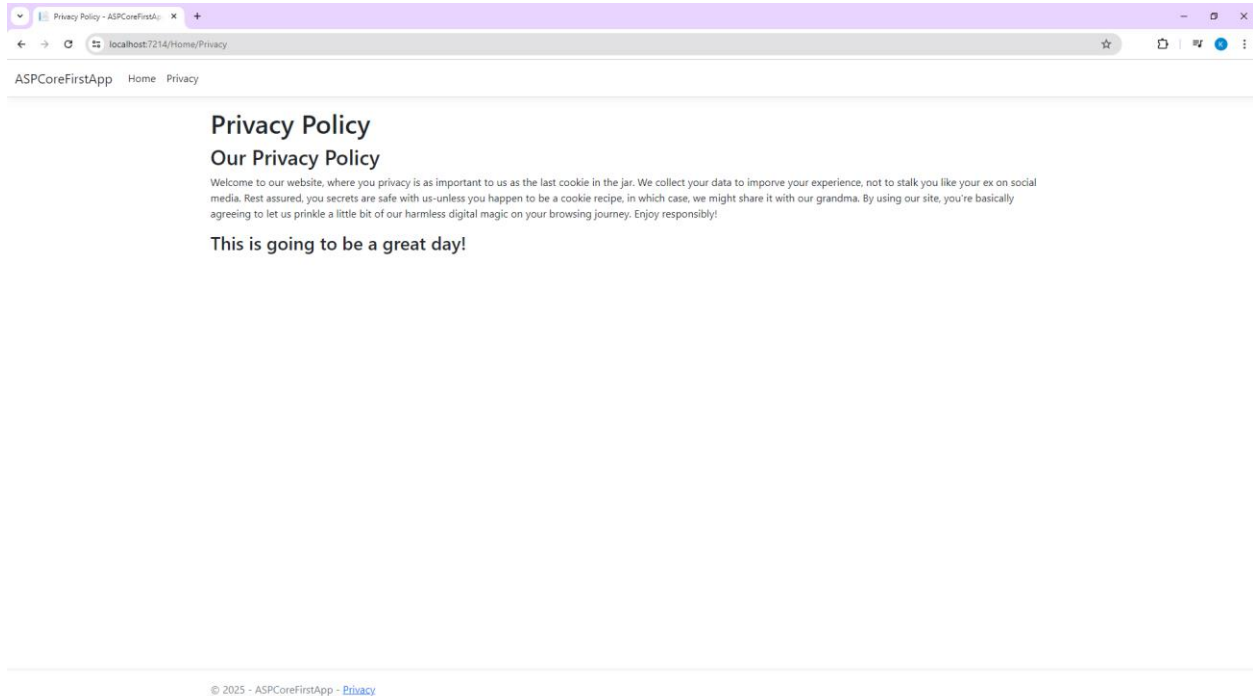 Privacy Policy - ASPCoreFirstAp
localhost:7214/Home/Privacy
K
ASPCoreFirstApp Home Privacy
Privacy Policy
Our Privacy Policy
Welcome to our website, where you privacy is as important to us as the last cookie in the jar. We collect your data to imporve your experience, not to stalk you like your ex on social
media. Rest assured, you secrets are safe with us-unless you happen to be a cookie recipe, in which case, we might share it with our grandma. By using our site, you're basically
agreeing to let us prinkle a little bit of our harmless digital magic on your browsing journey. Enjoy responsibly!
This is going to be a great day!
© 2025 - ASPCoreFirstApp - Privacy